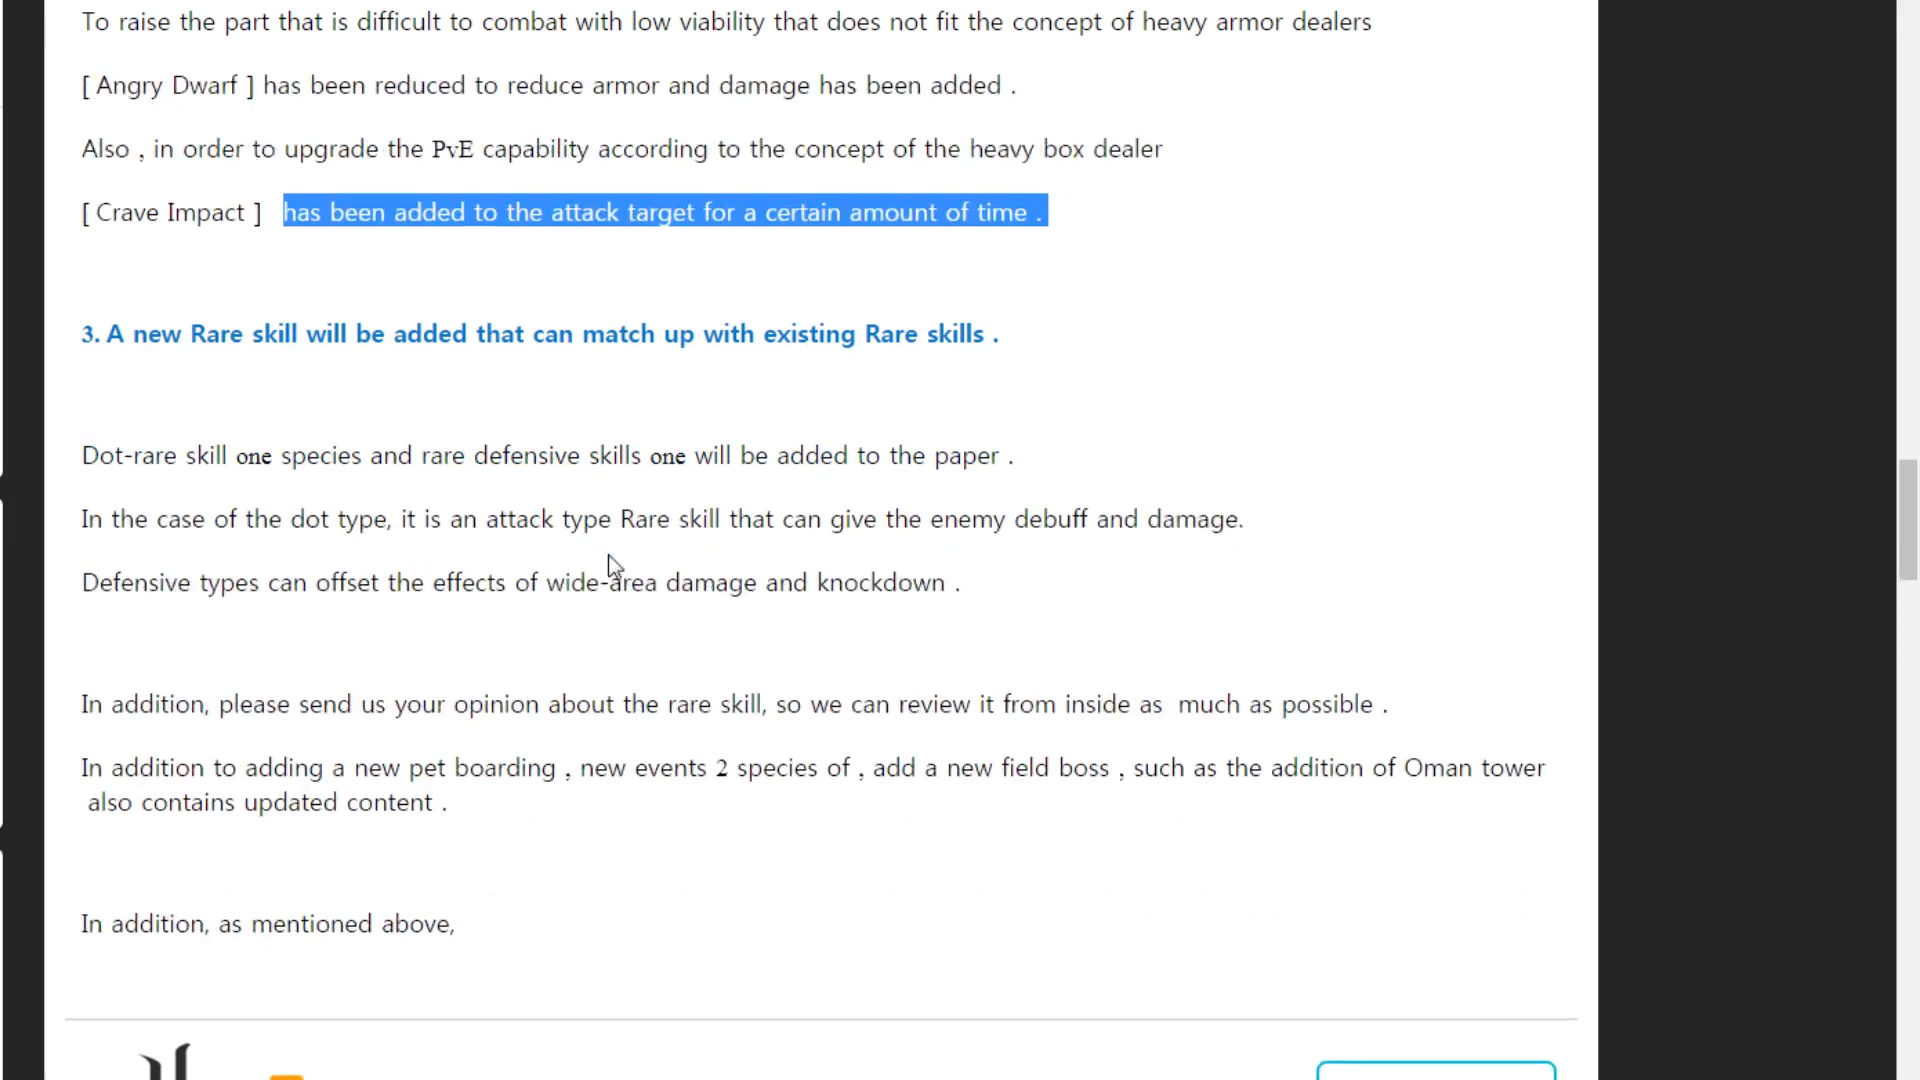 To raise the part that is difficult to combat with low viability that does not fit the concept of heavy armor dealers
[ Angry Dwarf ] has been reduced to reduce armor and damage has been added .
Also , in order to upgrade the PvE capability according to the concept of the heavy box dealer
[ Crave Impact ] has been added to the attack target for a certain amount of time .
3. A new Rare skill will be added that can match up with existing Rare skills .
Dot-rare skill one species and rare defensive skills one will be added to the paper .
In the case of the dot type, it is an attack type Rare skill that can give the enemy debuff and damage.
Defensive types can offset the effects of wide-area damage and knockdown .
In addition, please send us your opinion about the rare skill, so we can review it from inside as much as possible .
In addition to adding a new pet boarding , new events 2 species of , add a new field boss , such as the addition of Oman tower
also contains updated content .
In addition, as mentioned above,